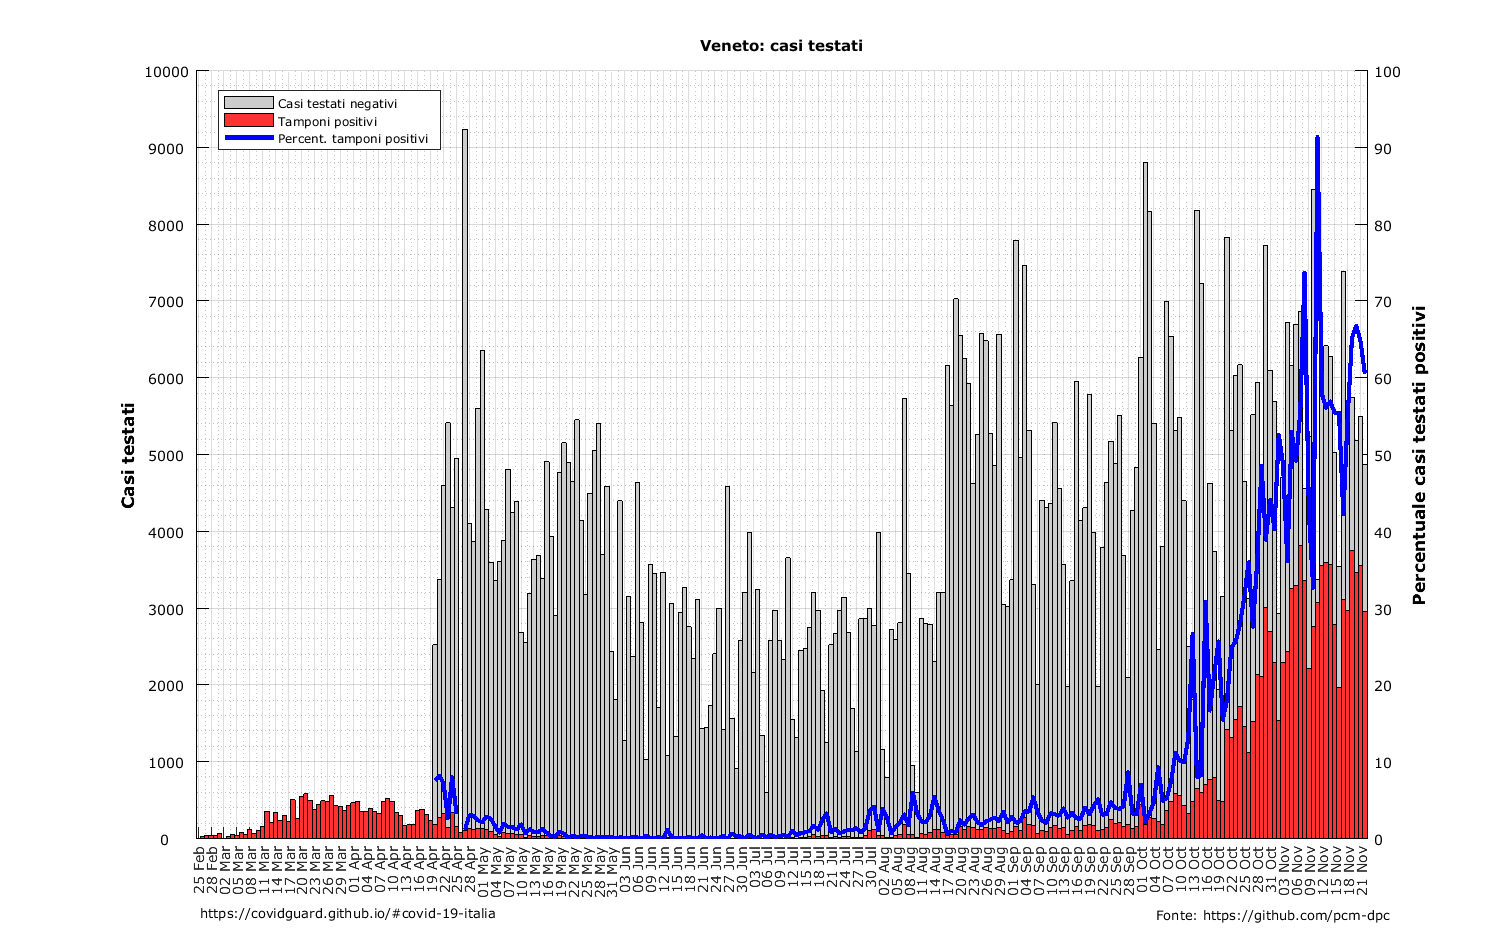 Veneto: casi testati
10000
9000
8000
7000
6000
5000
4000
3000
2000
1000
0
Casi testati
Casi testati negativi
Tamponi positivi
Percent. tamponi positivi
100
90
80
70
60
50
40
30
20
10
0
Percentuale casi testati positivi
25 Feb
28 Feb
02 Mar
05 Mar
08 Mar
11 Mar
14 Mar
17 Mar
20 Mar
23 Mar
26 Mar
29 Mar
01 Apr
04 Apr
07 Apr
10 Apr
13 Apr
16 Apr
19 Apr
22 Apr
25 Apr
28 Apr
01 May
04 May
07 May
10 May
13 May
16 May
19 May
22 May
25 May
28 May
31 May
03 Jun
06 Jun
09 Jun
12 Jun
15 Jun
18 Jun
21 Jun
24 Jun
27 Jun
30 Jun
03 Jul
06 Jul
09 Jul
12 Jul
15 Jul
18 Jul
21 Jul
24 Jul
27 Jul
30 Jul
02 Aug
05 Aug
08 Aug
11 Aug
14 Aug
17 Aug
20 Aug
23 Aug
26 Aug
29 Aug
01 Sep
04 Sep
07 Sep
10 Sep
13 Sep
16 Sep
19 Sep
22 Sep
25 Sep
28 Sep
01 Oct
04 Oct
07 Oct
10 Oct
13 Oct
16 Oct
19 Oct
22 Oct
25 Oct
28 Oct
31 Oct
03 Nov
06 Nov
09 Nov
12 Nov
15 Nov
18 Nov
21 Nov
https://covidguard.github.io/#covid-19-italia
Fonte: https://github.com/pcm-dpc